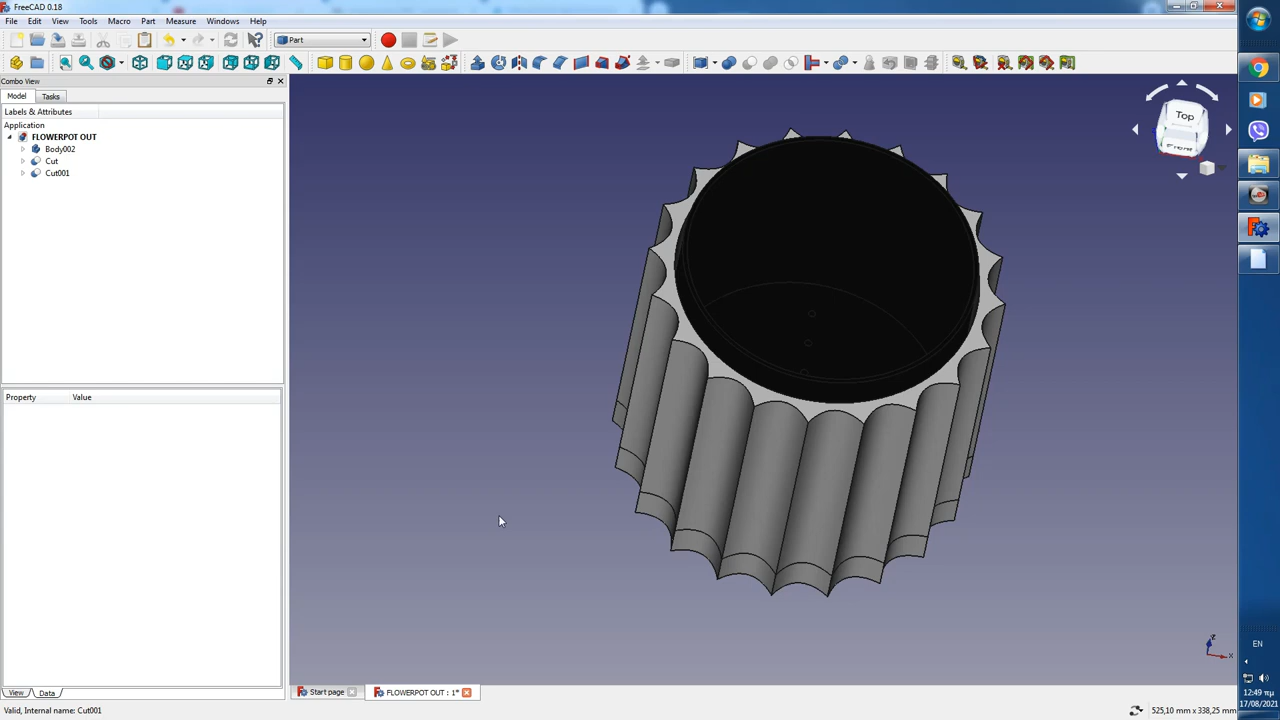 FreeCAD 0.18
File Edit View Tools Macro Part Measure Windows Help
Part
Combo View
Model Tasks
Labels & Attributes
Application
FLOWERPOT OUT
Body002
Cut
Cut001
Property Value
View Data
Top
Front
Z
X
Start page
FLOWERPOT OUT : 1*
Valid, Internal name: Cut001
525,10 mm x 338,25 mm
EN
12:49 πμ
17/08/2021